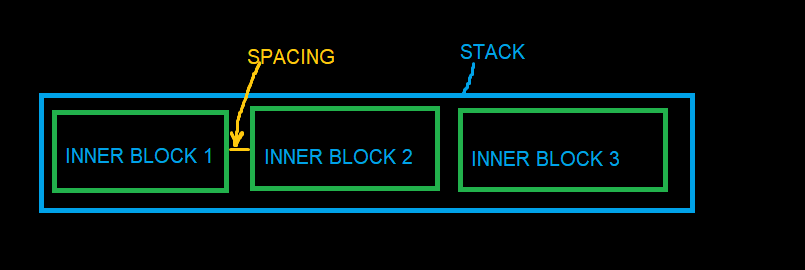 SPACING
STACK
INNER BLOCK 1
INNER BLOCK 2
INNER BLOCK 3